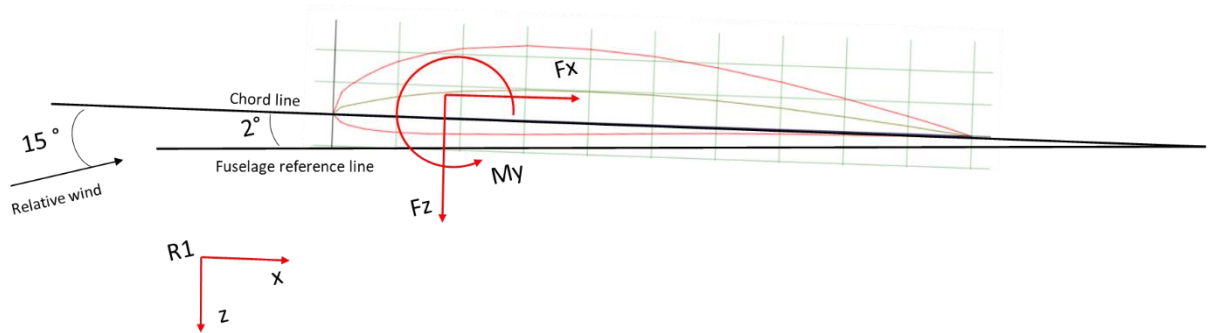 Fx
Chord line
15°
2°
Fuselage reference line
My
Relative wind
Fz
R1
x
z